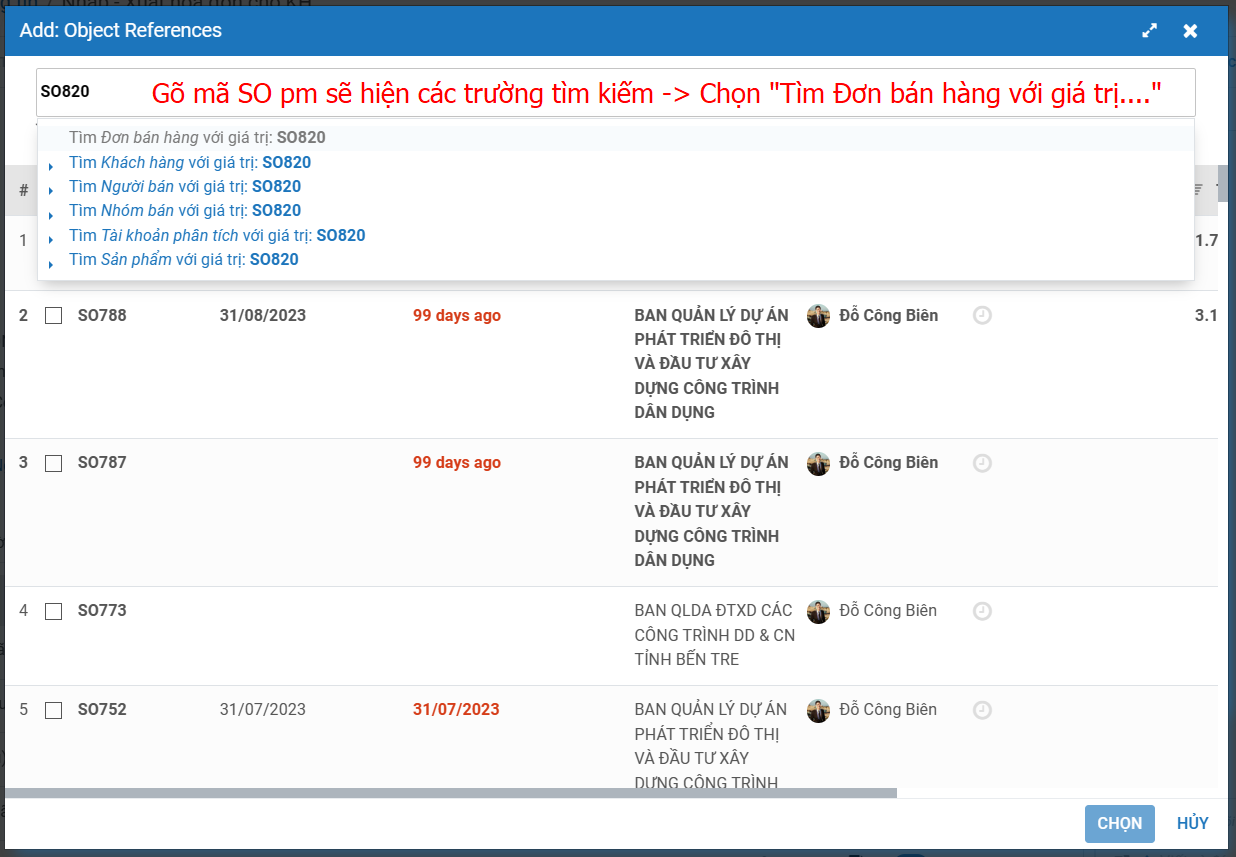 Add: Object References
SO820
Gõ mã SO pm sẽ hiện các trường tìm kiếm -> Chọn "Tìm Đơn bán hàng với giá trị...."
Tìm Đơn bán hàng với giá trị: SO820
Tìm Khách hàng với giá trị: SO820
Tìm Người bán với giá trị: SO820
Tìm Nhóm bán với giá trị: SO820
Tìm Tài khoản phân tích với giá trị: SO820
Tìm Sản phẩm với giá trị: SO820
#
1 1.7
2 SO788 31/08/2023 99 days ago BAN QUẢN LÝ DỰ ÁN Đỗ Công Biên 3.1
PHÁT TRIỂN ĐÔ THỊ
VÀ ĐẦU TƯ XÂY
DỰNG CÔNG TRÌNH
DÂN DỤNG
3 SO787 99 days ago BAN QUẢN LÝ DỰ ÁN Đỗ Công Biên
PHÁT TRIỂN ĐÔ THỊ
VÀ ĐẦU TƯ XÂY
DỰNG CÔNG TRÌNH
DÂN DỤNG
4 SO773 BAN QLDA ĐTXD CÁC Đỗ Công Biên
CÔNG TRÌNH DD & CN
TỈNH BẾN TRE
5 SO752 31/07/2023 31/07/2023 BAN QUẢN LÝ DỰ ÁN Đỗ Công Biên
PHÁT TRIỂN ĐÔ THỊ
VÀ ĐẦU TƯ XÂY
DỰNG CÔNG TRÌNH
CHỌN HỦY